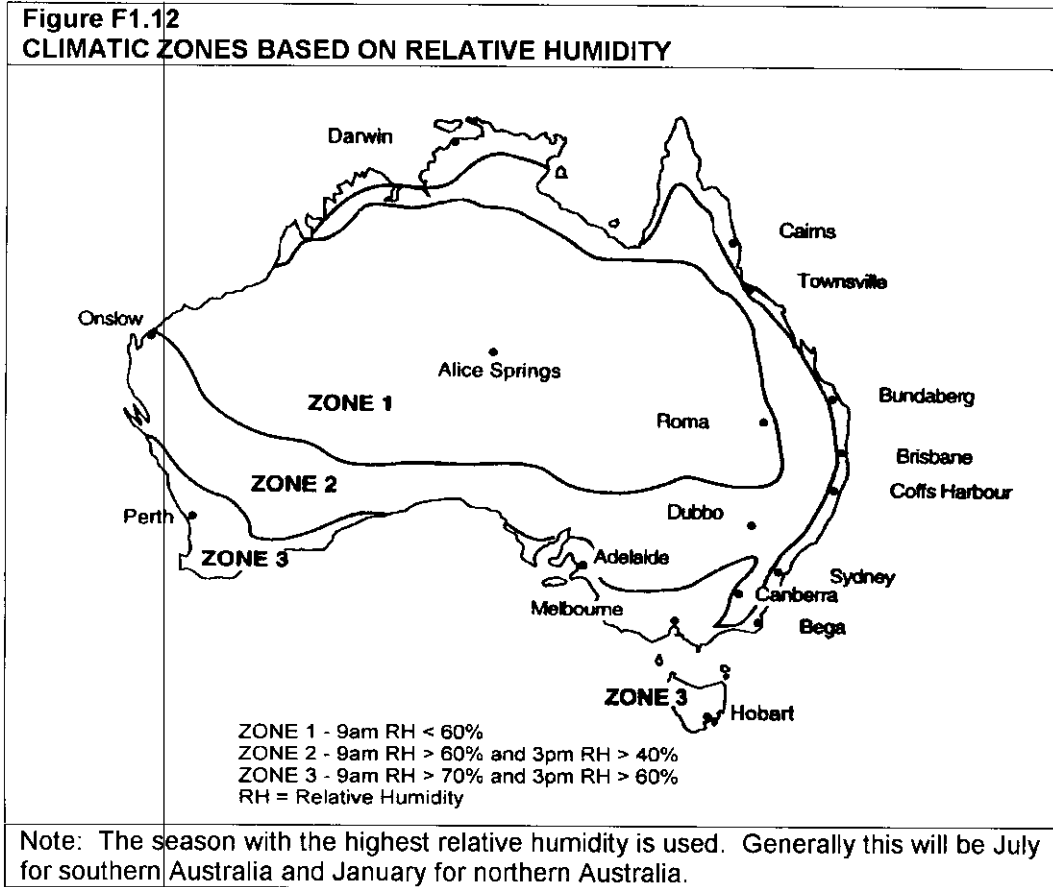 Figure F1.12
CLIMATIC ZONES BASED ON RELATIVE HUMIDITY
Darwin
Cairns
Townsville
Onslow
Alice Springs
ZONE 1
Bundaberg
Roma
Brisbane
ZONE 2
Coffs Harbour
Perth
Dubbo
ZONE 3
Adelaide
Sydney
Canberra
Melbourne
Bega
ZONE 3
Hobart
ZONE 1 - 9am RH < 60%
ZONE 2 - 9am RH > 60% and 3pm RH > 40%
ZONE 3 - 9am RH > 70% and 3pm RH > 60%
RH = Relative Humidity
Note: The season with the highest relative humidity is used. Generally this will be July
for southern Australia and January for northern Australia.